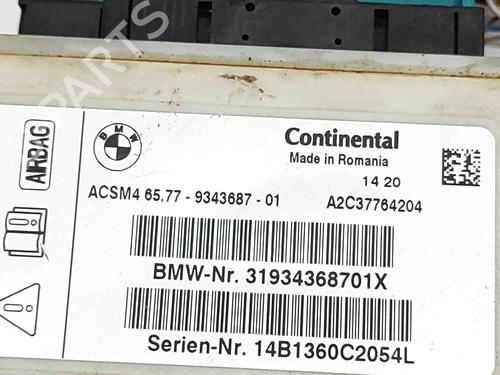 PARTS
AIRBAG
BMW
Continental
Made in Romania
14 20
ACSM4 65.77 - 9343687 - 01 A2C37764204
BMW-Nr. 31934368701X
Serien-Nr. 14B1360C2054L